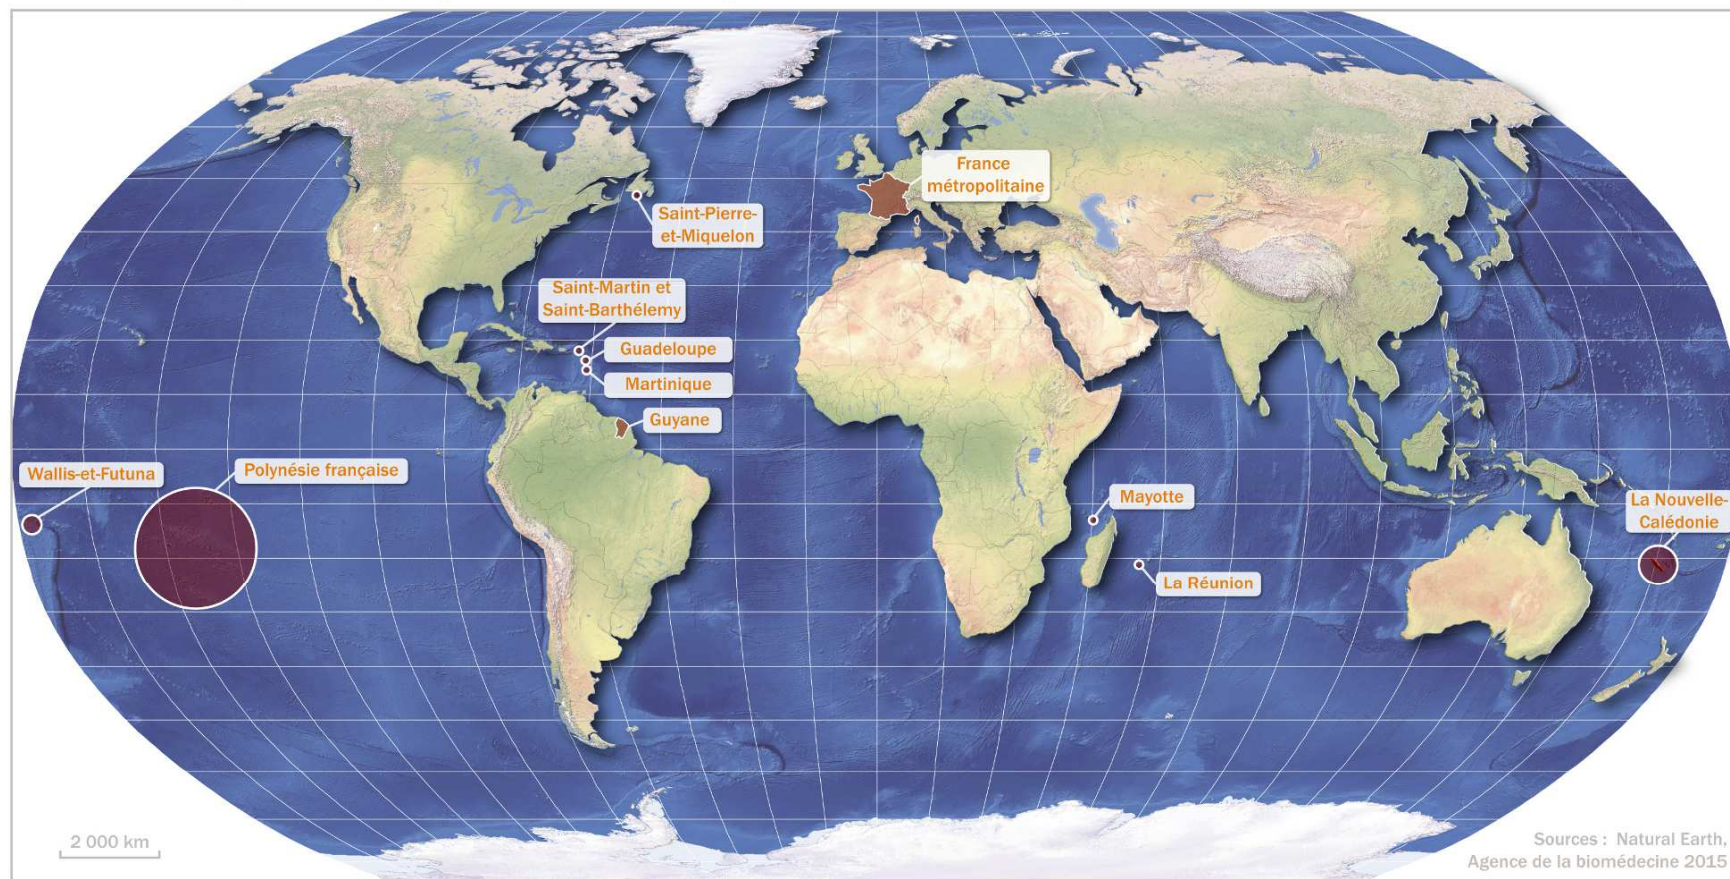 France
métropolitaine
Saint-Pierre-
et-Miquelon
Saint-Martin et
Saint-Barthélemy
Guadeloupe
Martinique
Guyane
Wallis-et-Futuna
Polynésie française
Mayotte
La Réunion
La Nouvelle-
Calédonie
2 000 km
Sources : Natural Earth,
Agence de la biomédecine 2015